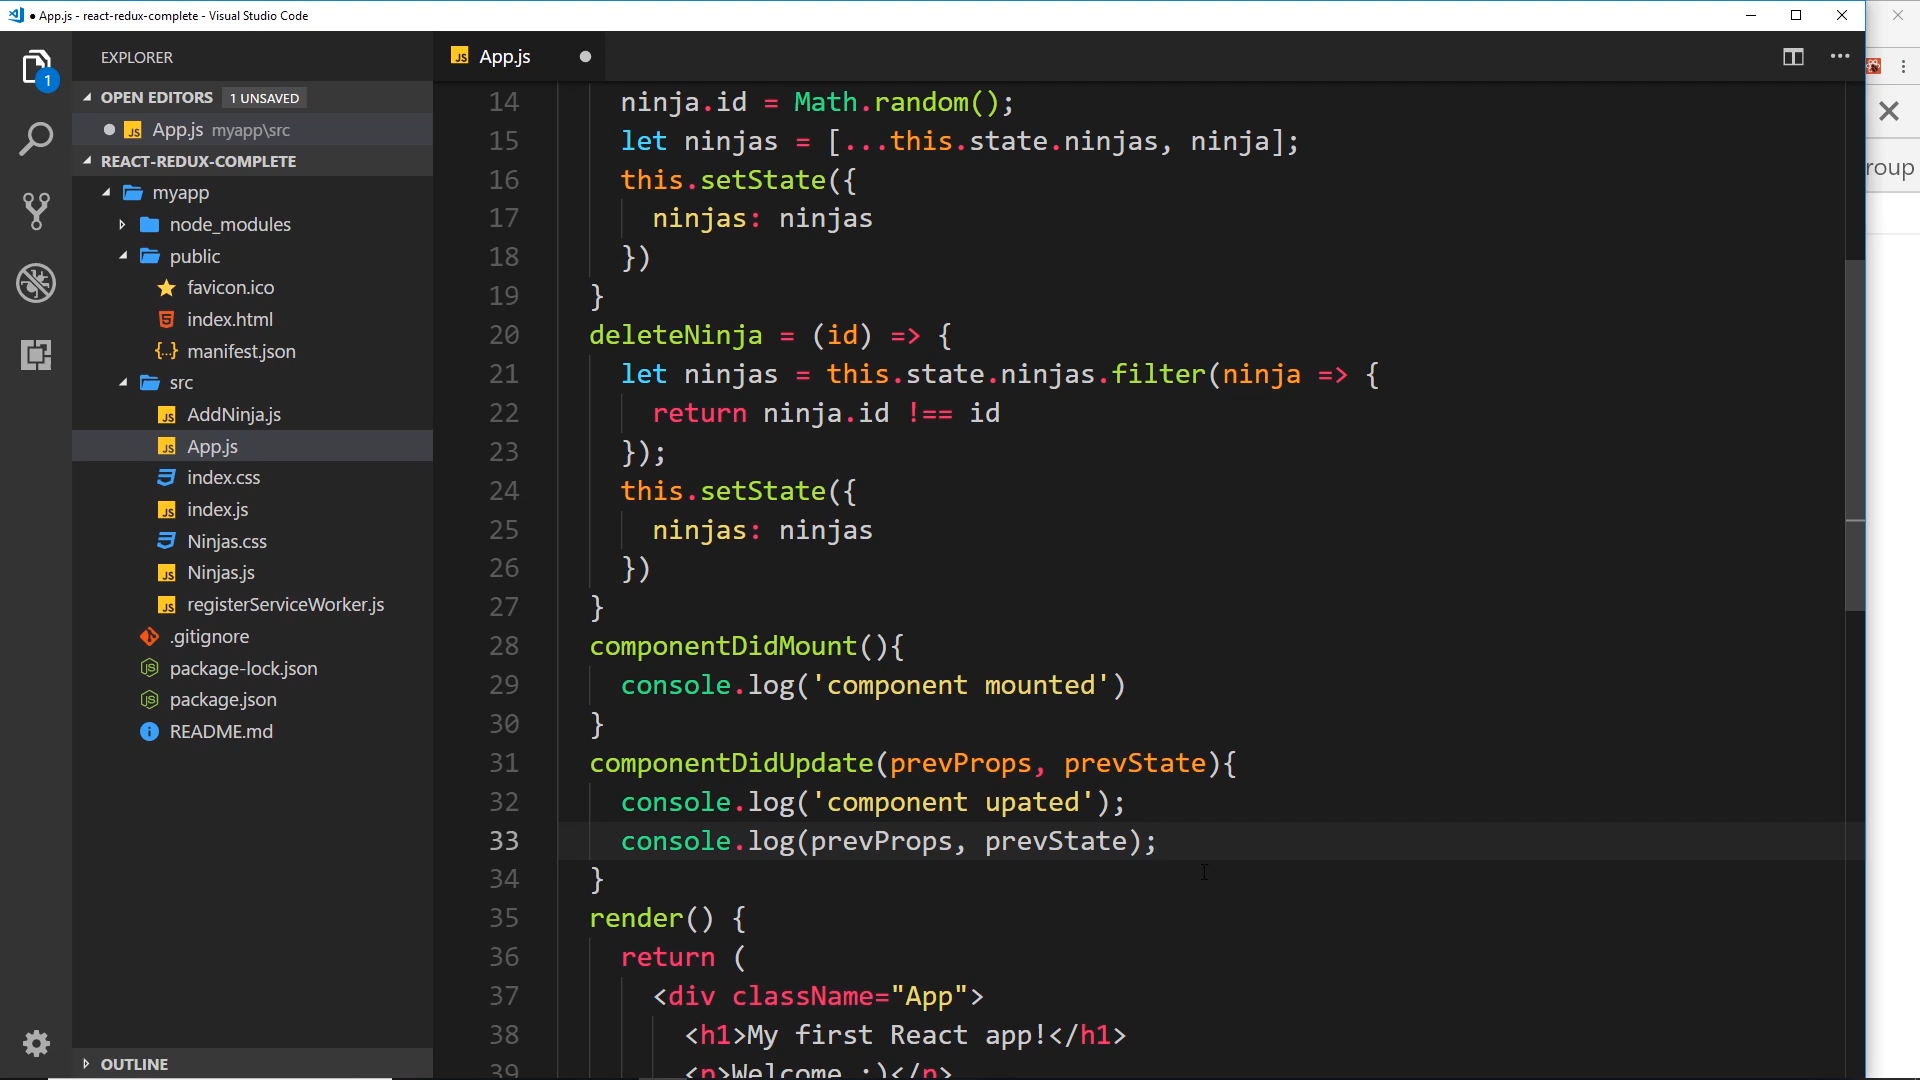 ● App.js - react-redux-complete - Visual Studio Code
EXPLORER
OPEN EDITORS 1 UNSAVED
App.js myapp\src
REACT-REDUX-COMPLETE
myapp
node_modules
public
favicon.ico
index.html
manifest.json
src
AddNinja.js
App.js
index.css
index.js
Ninjas.css
Ninjas.js
registerServiceWorker.js
.gitignore
package-lock.json
package.json
README.md
OUTLINE
1
App.js
14 ninja.id = Math.random();
15 let ninjas = [...this.state.ninjas, ninja];
16 this.setState({
17 ninjas: ninjas
18 })
19 }
20 deleteNinja = (id) => {
21 let ninjas = this.state.ninjas.filter(ninja => {
22 return ninja.id !== id
23 });
24 this.setState({
25 ninjas: ninjas
26 })
27 }
28 componentDidMount(){
29 console.log('component mounted')
30 }
31 componentDidUpdate(prevProps, prevState){
32 console.log('component upated');
33 console.log(prevProps, prevState);
34 }
35 render() {
36 return (
37 <div className="App">
38 <h1>My first React app!</h1>
39 <p>Welcome :)</p>
roup